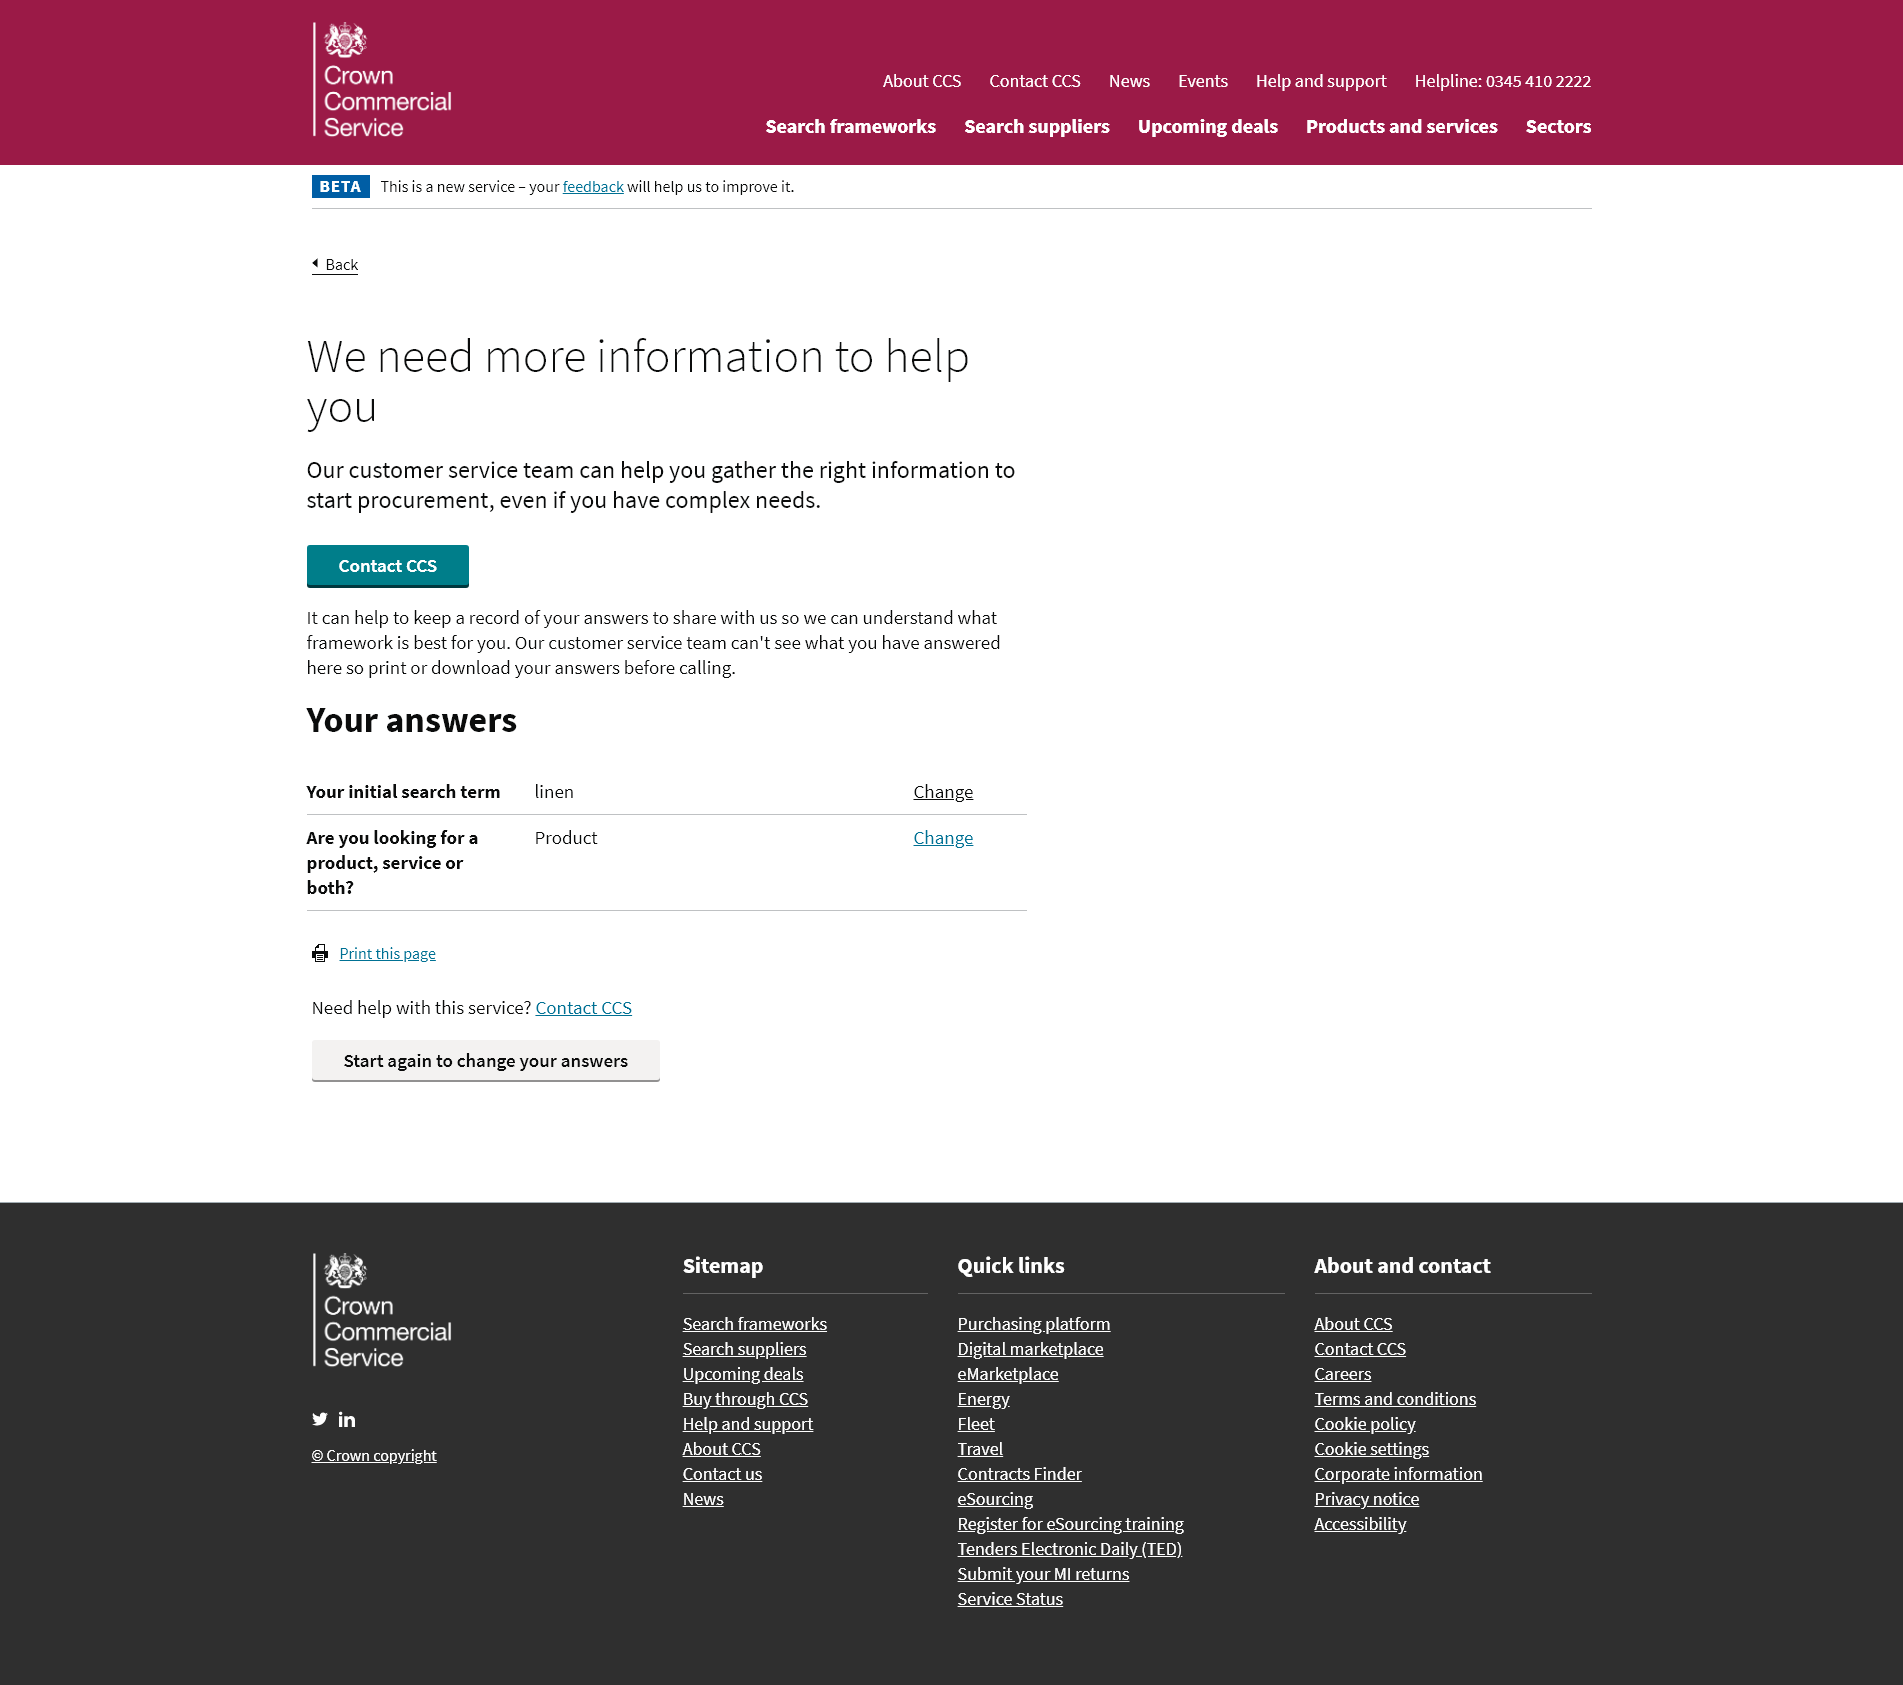 Crown
Commercial
Service
About CCS Contact CCS News Events Help and support Helpline: 0345 410 2222
Search frameworks Search suppliers Upcoming deals Products and services Sectors
BETA This is a new service – your feedback will help us to improve it.
Back
We need more information to help
you
Our customer service team can help you gather the right information to
start procurement, even if you have complex needs.
Contact CCS
It can help to keep a record of your answers to share with us so we can understand what
framework is best for you. Our customer service team can't see what you have answered
here so print or download your answers before calling.
Your answers
Your initial search term linen Change
Are you looking for a Product Change
product, service or
both?
Print this page
Need help with this service? Contact CCS
Start again to change your answers
Crown
Commercial
Service
© Crown copyright
Sitemap
Search frameworks
Search suppliers
Upcoming deals
Buy through CCS
Help and support
About CCS
Contact us
News
Quick links
Purchasing platform
Digital marketplace
eMarketplace
Energy
Fleet
Travel
Contracts Finder
eSourcing
Register for eSourcing training
Tenders Electronic Daily (TED)
Submit your MI returns
Service Status
About and contact
About CCS
Contact CCS
Careers
Terms and conditions
Cookie policy
Cookie settings
Corporate information
Privacy notice
Accessibility